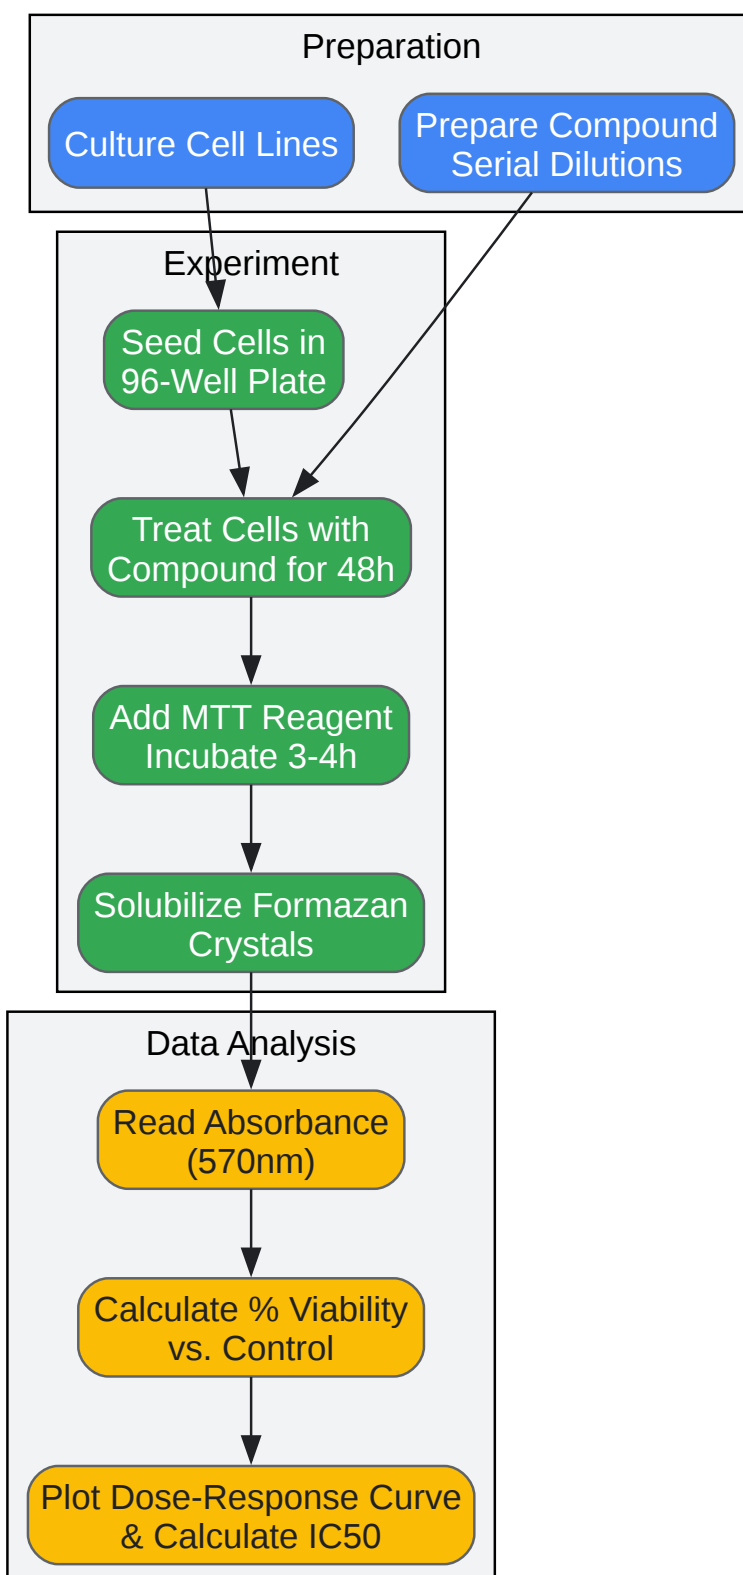 Preparation
Culture Cell Lines
Prepare Compound
Serial Dilutions
Experiment
Seed Cells in
96-Well Plate
Treat Cells with
Compound for 48h
Add MTT Reagent
Incubate 3-4h
Solubilize Formazan
Crystals
Data Analysis
Read Absorbance
(570nm)
Calculate % Viability
vs. Control
Plot Dose-Response Curve
& Calculate IC50